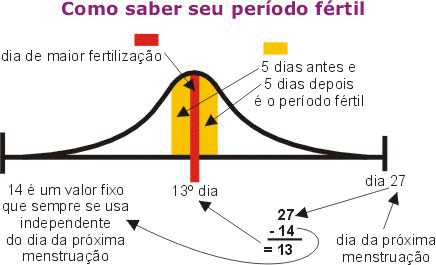 Como saber seu período fértil
dia de maior fertilização
5 dias antes e
5 dias depois
é o período fértil
14 é um valor fixo
que sempre se usa
independente
do dia da próxima
menstruação
13º dia
27
- 14
= 13
dia 27
dia da próxima
menstruação